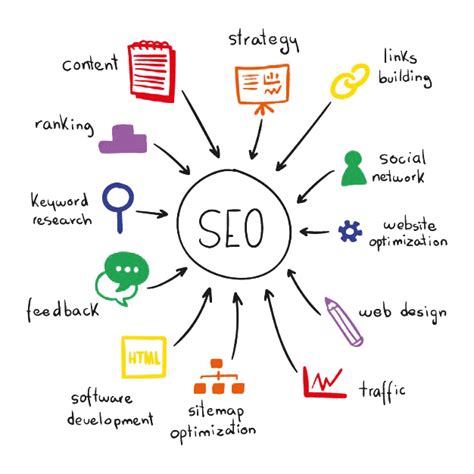 strategy
content
links
building
ranking
social
network
Keyword
research
SEO
website
optimization
feedback
web design
HTML
traffic
software
development
sitemap
optimization